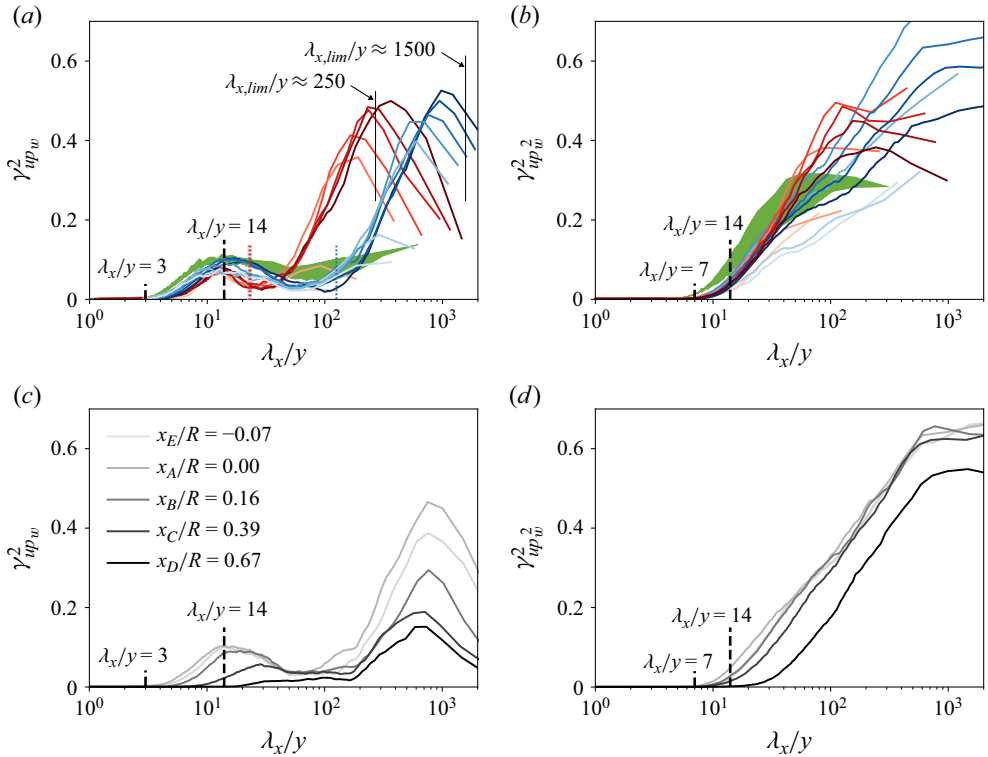 (a)
(b)
0.6
0.4
0.2
0
γ²upw
λx,lim/y ≈ 1500
λx,lim/y ≈ 250
λx/y = 14
λx/y = 3
10⁰
10¹
10²
10³
λx/y
0.6
0.4
0.2
0
γ²upw²
λx/y = 14
λx/y = 7
10⁰
10¹
10²
10³
λx/y
(c)
(d)
0.6
0.4
0.2
0
γ²upw
xE/R = −0.07
xA/R = 0.00
xB/R = 0.16
xC/R = 0.39
xD/R = 0.67
λx/y = 14
λx/y = 3
10⁰
10¹
10²
10³
λx/y
0.6
0.4
0.2
0
γ²upw²
λx/y = 14
λx/y = 7
10⁰
10¹
10²
10³
λx/y